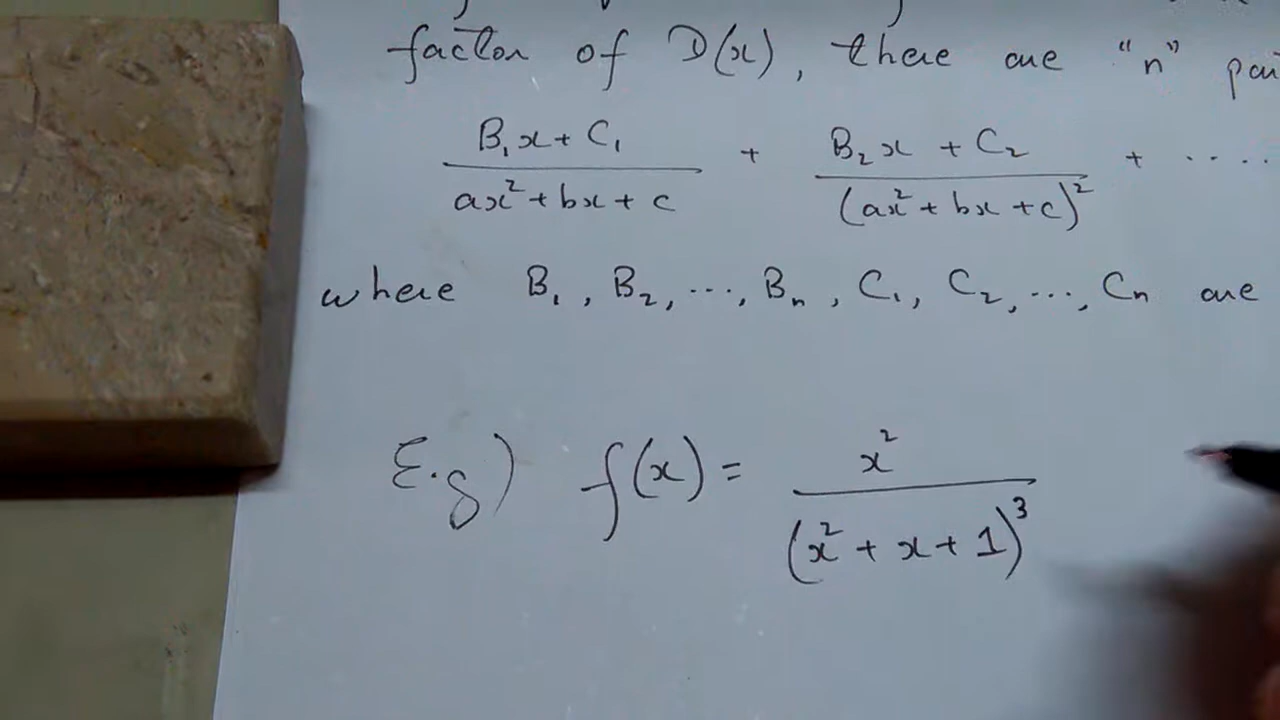 factor of D(x), there are "n"
B₁x + C₁ / ax² + bx + c + B₂x + C₂ / (ax² + bx + c)² + ....
where B₁, B₂, ..., Bn, C₁, C₂, ..., Cn are
E.g) f(x) = x² / (x² + x + 1)³